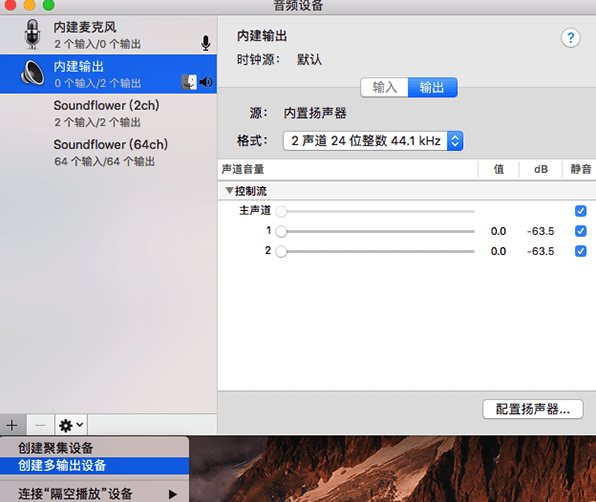 音频设备
内建麦克风
2 个输入/0 个输出
内建输出
0 个输入/2 个输出
Soundflower (2ch)
2 个输入/2 个输出
Soundflower (64ch)
64 个输入/64 个输出
内建输出
?
时钟源： 默认
输入 输出
源： 内置扬声器
格式： 2 声道 24 位整数 44.1 kHz
声道音量 值 dB 静音
▼控制流
主声道
1 0.0 -63.5
2 0.0 -63.5
配置扬声器...
创建聚集设备
创建多输出设备
连接“隔空播放”设备